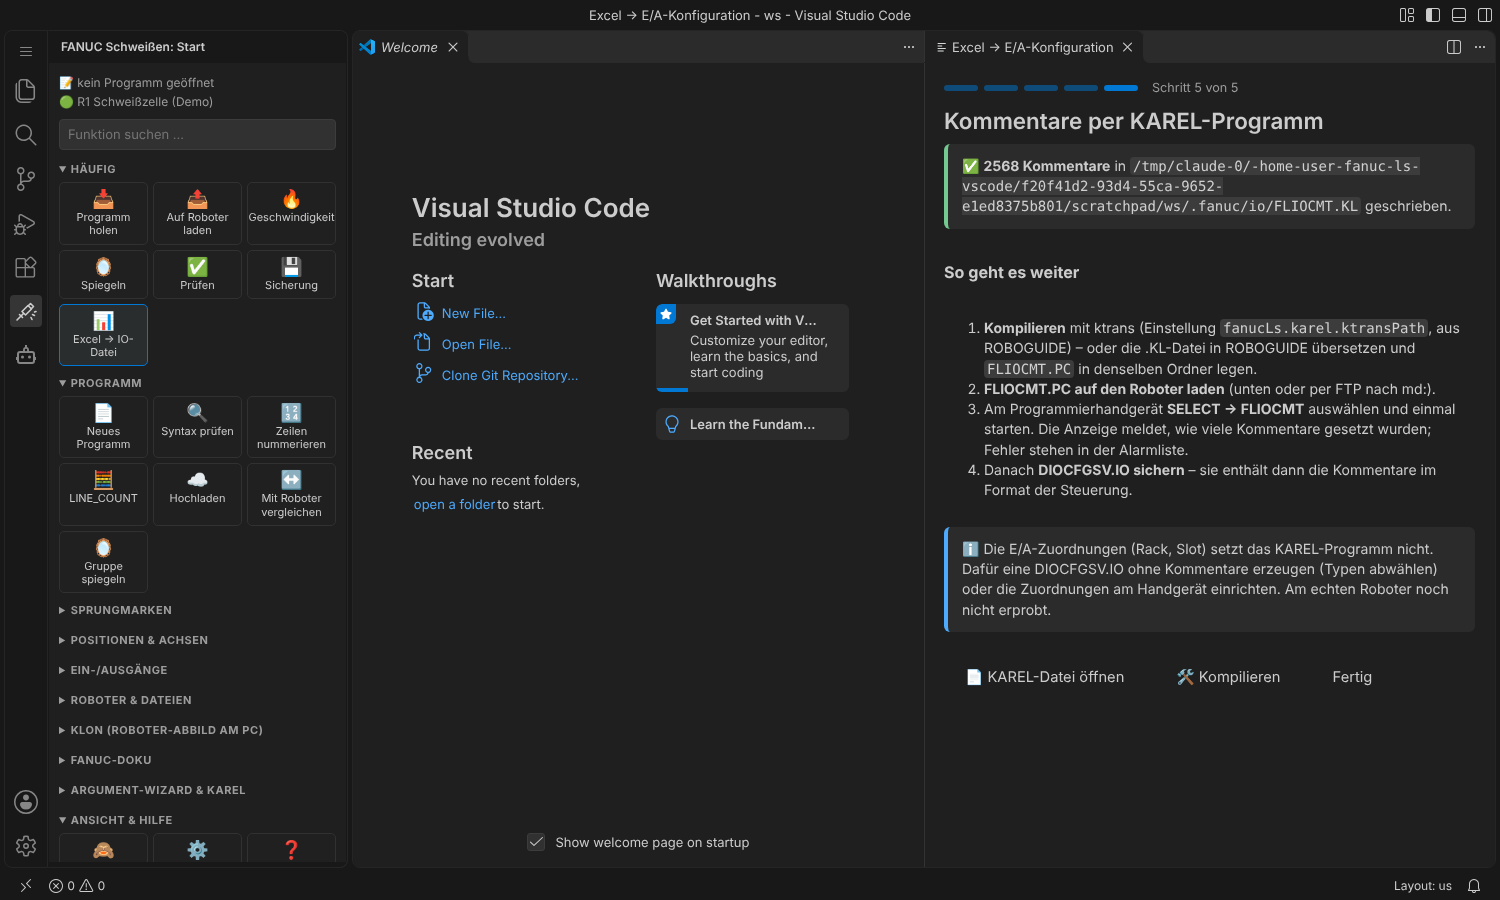 Excel → E/A-Konfiguration - ws - Visual Studio Code
FANUC Schweißen: Start
kein Programm geöffnet
R1 Schweißzelle (Demo)
Funktion suchen ...
HÄUFIG
Programm holen
Auf Roboter laden
Geschwindigkeit
Spiegeln
Prüfen
Sicherung
Excel → IO-Datei
PROGRAMM
Neues Programm
Syntax prüfen
Zeilen nummerieren
LINE_COUNT
Hochladen
Mit Roboter vergleichen
Gruppe spiegeln
SPRUNGMARKEN
POSITIONEN & ACHSEN
EIN-/AUSGÄNGE
ROBOTER & DATEIEN
KLON (ROBOTER-ABBILD AM PC)
FANUC-DOKU
ARGUMENT-WIZARD & KAREL
ANSICHT & HILFE
Welcome
Visual Studio Code
Editing evolved
Start
New File...
Open File...
Clone Git Repository...
Recent
You have no recent folders,
open a folder to start.
Walkthroughs
Get Started with V...
Customize your editor,
learn the basics, and
start coding
Learn the Fundam...
Show welcome page on startup
Excel → E/A-Konfiguration
Schritt 5 von 5
Kommentare per KAREL-Programm
✅ 2568 Kommentare in /tmp/claude-0/-home-user-fanuc-ls-
vscode/f20f41d2-93d4-55ca-9652-
e1ed8375b801/scratchpad/ws/.fanuc/io/FLIOCMT.KL geschrieben.
So geht es weiter
1. Kompilieren mit ktrans (Einstellung fanucLs.karel.ktransPath, aus
ROBOGUIDE) – oder die .KL-Datei in ROBOGUIDE übersetzen und
FLIOCMT.PC in denselben Ordner legen.
2. FLIOCMT.PC auf den Roboter laden (unten oder per FTP nach md:).
3. Am Programmierhandgerät SELECT → FLIOCMT auswählen und einmal
starten. Die Anzeige meldet, wie viele Kommentare gesetzt wurden;
Fehler stehen in der Alarmliste.
4. Danach DIOCFGSV.IO sichern – sie enthält dann die Kommentare im
Format der Steuerung.
ℹ️ Die E/A-Zuordnungen (Rack, Slot) setzt das KAREL-Programm nicht.
Dafür eine DIOCFGSV.IO ohne Kommentare erzeugen (Typen abwählen)
oder die Zuordnungen am Handgerät einrichten. Am echten Roboter noch
nicht erprobt.
KAREL-Datei öffnen
Kompilieren
Fertig
0 0
Layout: us